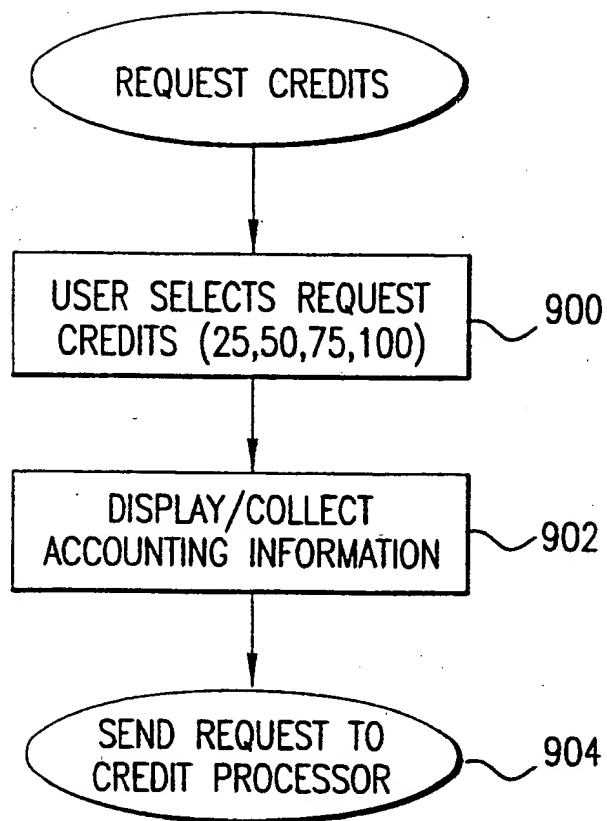 REQUEST CREDITS
USER SELECTS REQUEST
CREDITS (25,50,75,100)
900
DISPLAY/COLLECT
ACCOUNTING INFORMATION
902
SEND REQUEST TO
CREDIT PROCESSOR
904